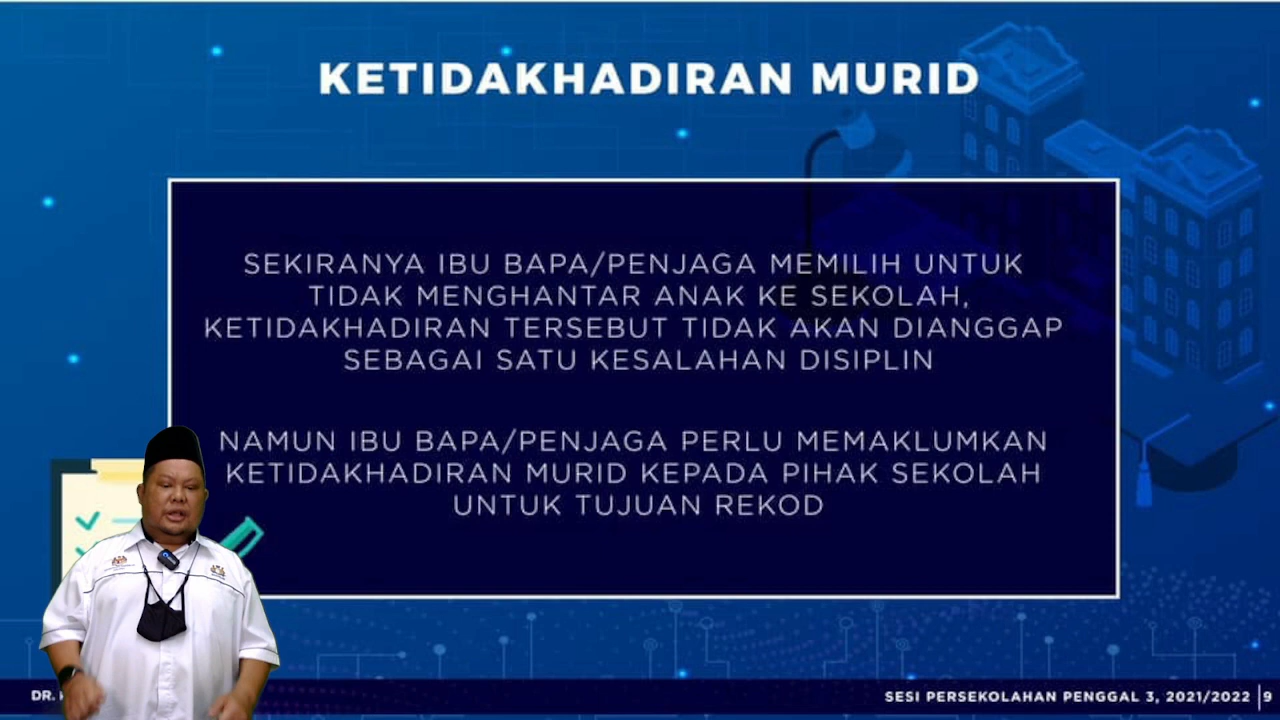 KETIDAKHADIRAN MURID
SEKIRANYA IBU BAPA/PENJAGA MEMILIH UNTUK
TIDAK MENGHANTAR ANAK KE SEKOLAH,
KETIDAKHADIRAN TERSEBUT TIDAK AKAN DIANGGAP
SEBAGAI SATU KESALAHAN DISIPLIN
NAMUN IBU BAPA/PENJAGA PERLU MEMAKLUMKAN
KETIDAKHADIRAN MURID KEPADA PIHAK SEKOLAH
UNTUK TUJUAN REKOD
DR.
SESI PERSEKOLAHAN PENGGAL 3, 2021/2022 | 9